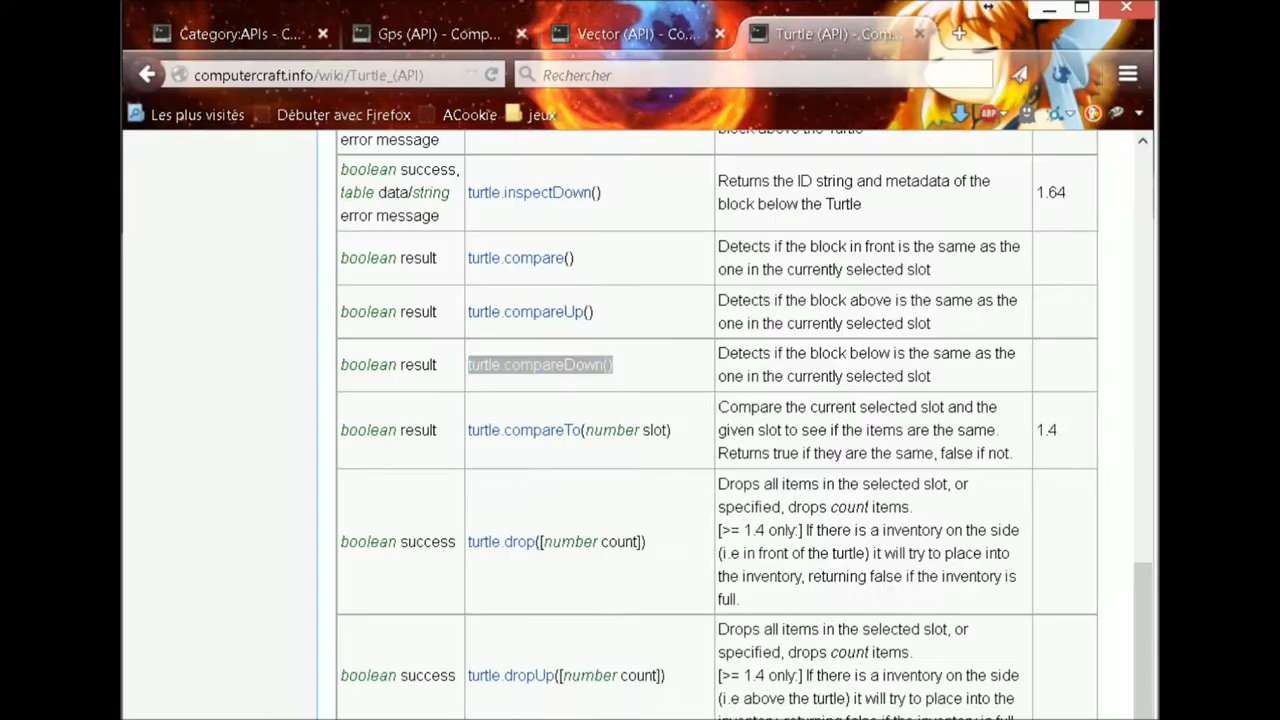 Category:APIs - C...
Gps (API) - Comp...
Vector (API) - Co...
Turtle (API) - Com...
computercraft.info/wiki/Turtle_(API)
Rechercher
Les plus visités
Débuter avec Firefox
ACookie
jeux
error message
block above the Turtle
boolean success,
table data/string
error message
turtle.inspectDown()
Returns the ID string and metadata of the
block below the Turtle
1.64
boolean result
turtle.compare()
Detects if the block in front is the same as the
one in the currently selected slot
boolean result
turtle.compareUp()
Detects if the block above is the same as the
one in the currently selected slot
boolean result
turtle.compareDown()
Detects if the block below is the same as the
one in the currently selected slot
boolean result
turtle.compareTo(number slot)
Compare the current selected slot and the
given slot to see if the items are the same.
Returns true if they are the same, false if not.
1.4
boolean success
turtle.drop([number count])
Drops all items in the selected slot, or
specified, drops count items.
[>= 1.4 only:] If there is a inventory on the side
(i.e in front of the turtle) it will try to place into
the inventory, returning false if the inventory is
full.
boolean success
turtle.dropUp([number count])
Drops all items in the selected slot, or
specified, drops count items.
[>= 1.4 only:] If there is a inventory on the side
(i.e above the turtle) it will try to place into the
inventory, returning false if the inventory is full